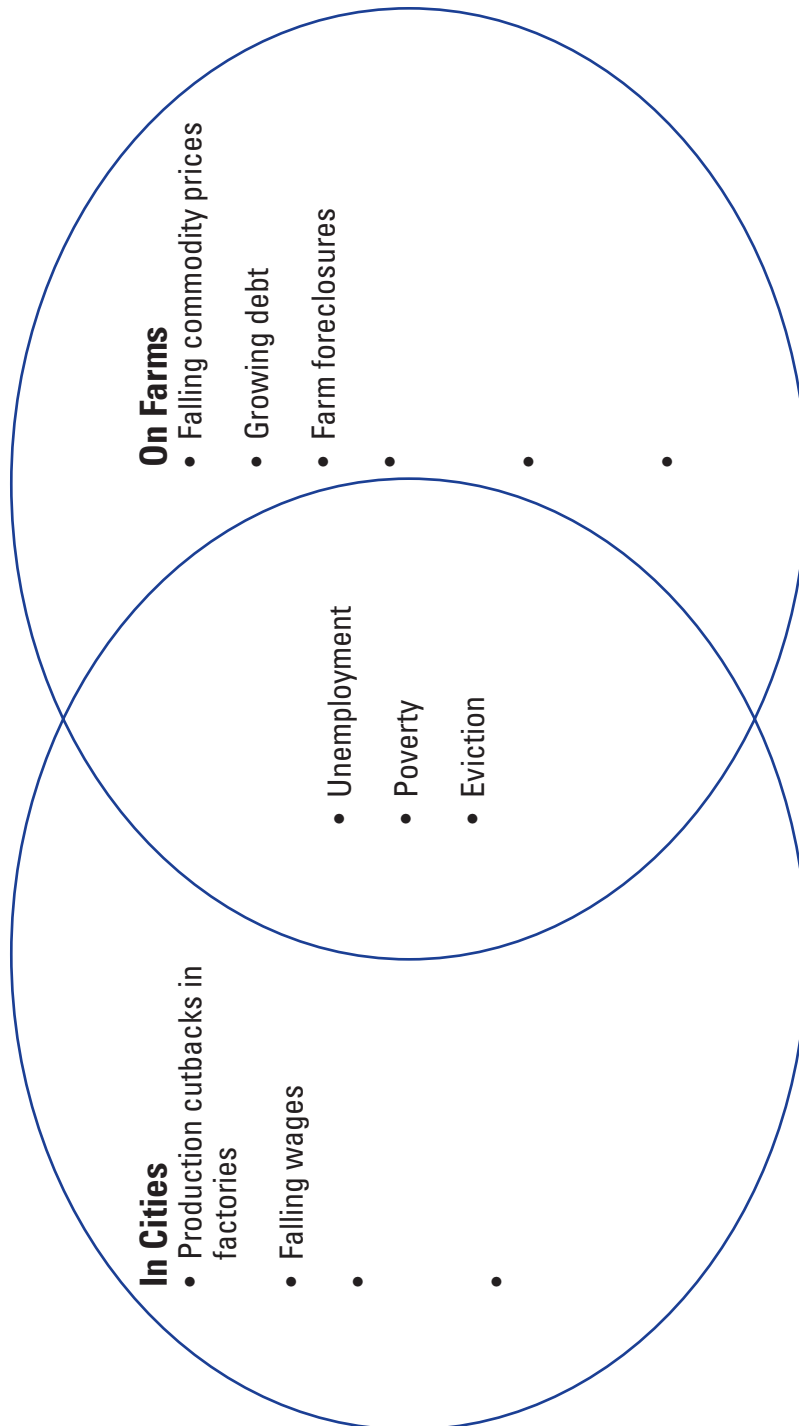 In Cities
• Production cutbacks in
factories
• Falling wages
•
•
• Unemployment
• Poverty
• Eviction
On Farms
• Falling commodity prices
• Growing debt
• Farm foreclosures
•
•
•